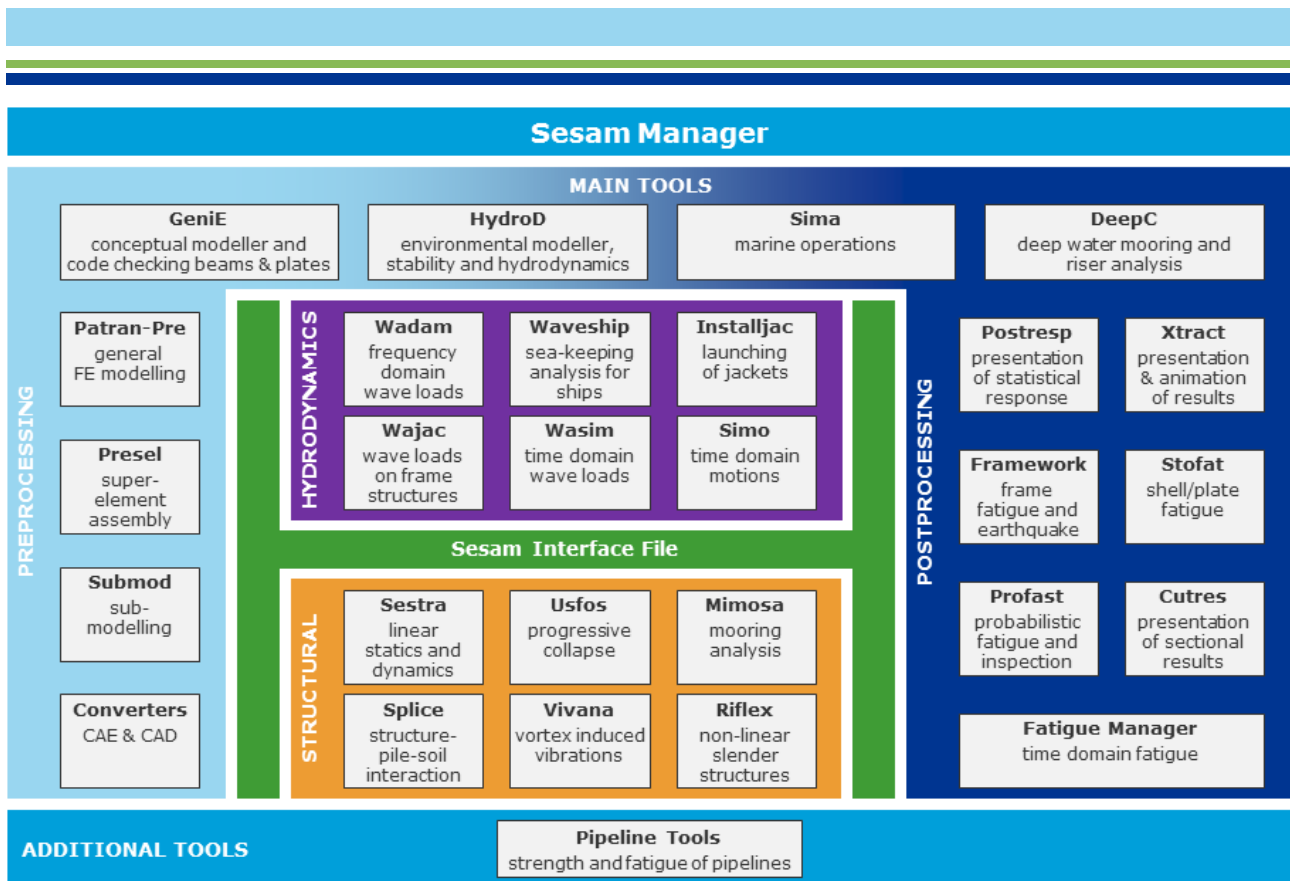 Sesam Manager
MAIN TOOLS
GeniE
conceptual modeller and
code checking beams & plates
HydroD
environmental modeller,
stability and hydrodynamics
Sima
marine operations
DeepC
deep water mooring and
riser analysis
PREPROCESSING
Patran-Pre
general
FE modelling
Presel
super-
element
assembly
Submod
sub-
modelling
Converters
CAE & CAD
HYDRODYNAMICS
Wadam
frequency
domain
wave loads
Waveship
sea-keeping
analysis for
ships
Installjac
launching
of jackets
Wajac
wave loads
on frame
structures
Wasim
time domain
wave loads
Simo
time domain
motions
Sesam Interface File
STRUCTURAL
Sestra
linear
statics and
dynamics
Usfos
progressive
collapse
Mimosa
mooring
analysis
Splice
structure-
pile-soil
interaction
Vivana
vortex induced
vibrations
Riflex
non-linear
slender
structures
POSTPROCESSING
Postresp
presentation
of statistical
response
Xtract
presentation
& animation
of results
Framework
frame
fatigue and
earthquake
Stofat
shell/plate
fatigue
Profast
probabilistic
fatigue and
inspection
Cutres
presentation
of sectional
results
Fatigue Manager
time domain fatigue
ADDITIONAL TOOLS
Pipeline Tools
strength and fatigue of pipelines